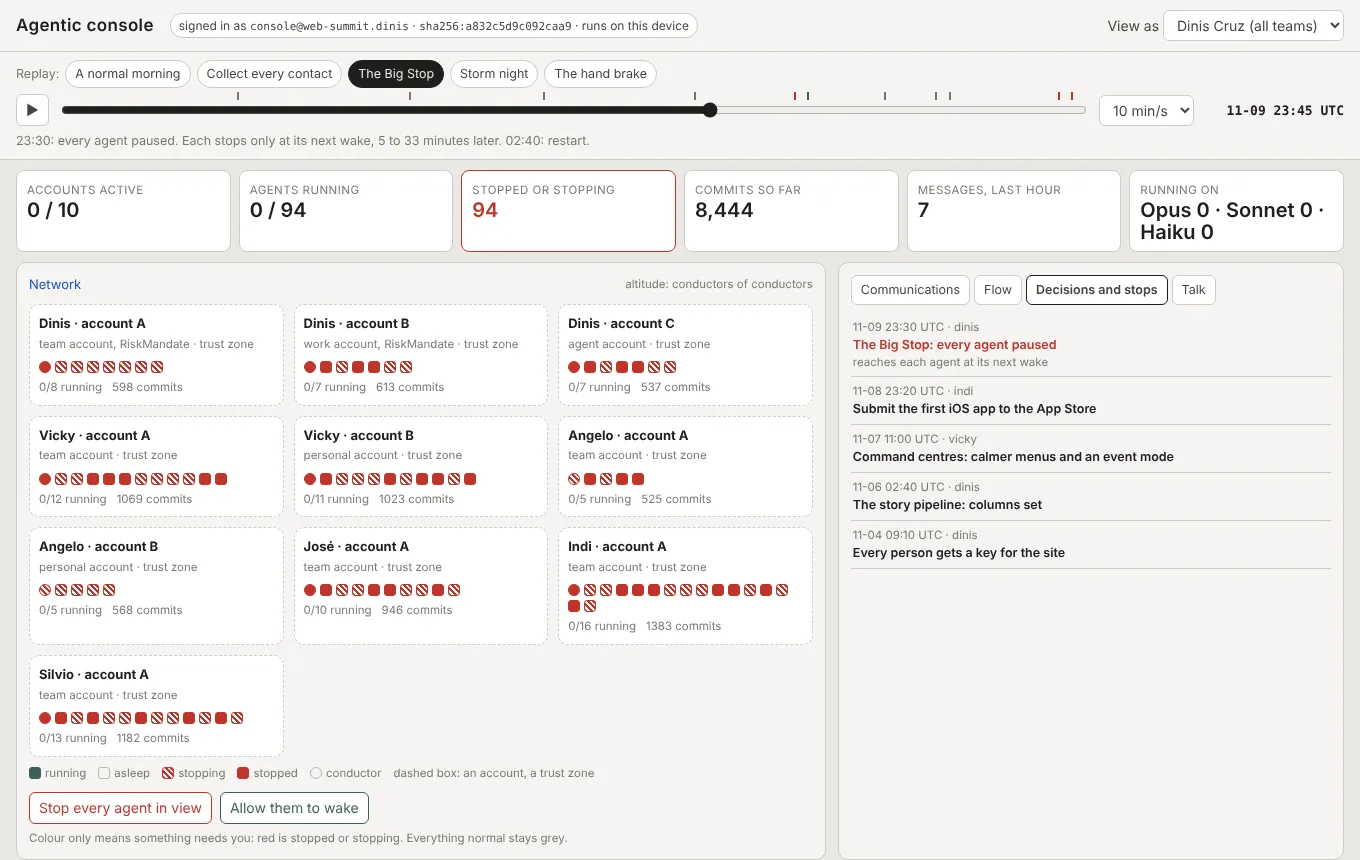 Agentic console
signed in as console@web-summit.dinis · sha256:a832c5d9c092caa9 · runs on this device
View as
Dinis Cruz (all teams)
Replay:
A normal morning
Collect every contact
The Big Stop
Storm night
The hand brake
10 min/s
11-09 23:45 UTC
23:30: every agent paused. Each stops only at its next wake, 5 to 33 minutes later. 02:40: restart.
ACCOUNTS ACTIVE
0 / 10
AGENTS RUNNING
0 / 94
STOPPED OR STOPPING
94
COMMITS SO FAR
8,444
MESSAGES, LAST HOUR
7
RUNNING ON
Opus 0 · Sonnet 0 ·
Haiku 0
Network
altitude: conductors of conductors
Dinis · account A
team account, RiskMandate · trust zone
0/8 running 598 commits
Dinis · account B
work account, RiskMandate · trust zone
0/7 running 613 commits
Dinis · account C
agent account · trust zone
0/7 running 537 commits
Vicky · account A
team account · trust zone
0/12 running 1069 commits
Vicky · account B
personal account · trust zone
0/11 running 1023 commits
Angelo · account A
team account · trust zone
0/5 running 525 commits
Angelo · account B
personal account · trust zone
0/5 running 568 commits
José · account A
team account · trust zone
0/10 running 946 commits
Indi · account A
team account · trust zone
0/16 running 1383 commits
Silvio · account A
team account · trust zone
0/13 running 1182 commits
running asleep stopping stopped conductor dashed box: an account, a trust zone
Stop every agent in view
Allow them to wake
Colour only means something needs you: red is stopped or stopping. Everything normal stays grey.
Communications
Flow
Decisions and stops
Talk
11-09 23:30 UTC · dinis
The Big Stop: every agent paused
reaches each agent at its next wake
11-08 23:20 UTC · indi
Submit the first iOS app to the App Store
11-07 11:00 UTC · vicky
Command centres: calmer menus and an event mode
11-06 02:40 UTC · dinis
The story pipeline: columns set
11-04 09:10 UTC · dinis
Every person gets a key for the site